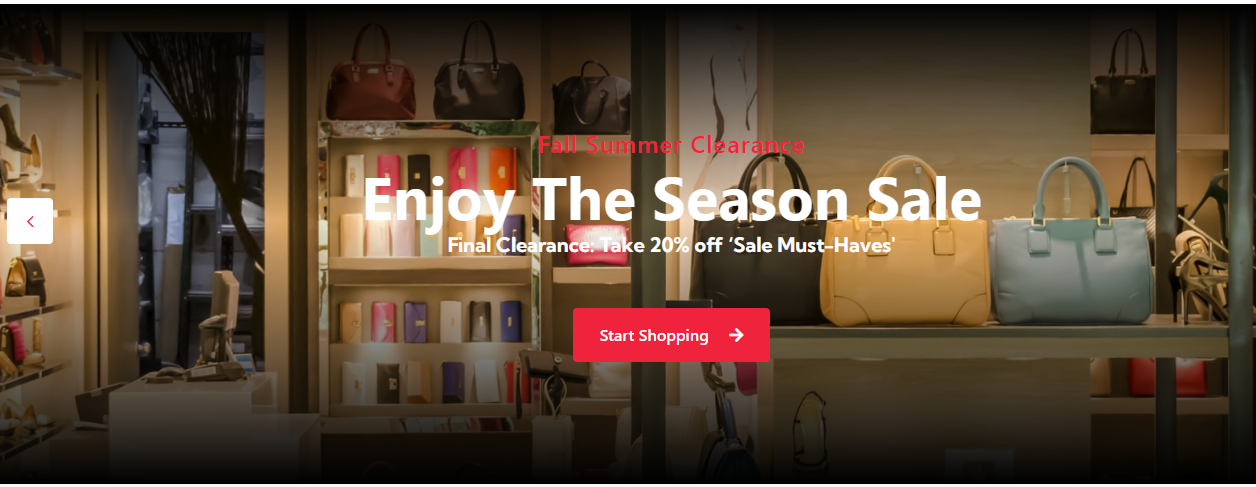 Fall Summer Clearance
Enjoy The Season Sale
Final Clearance: Take 20% off ‘Sale Must-Haves'
Start Shopping